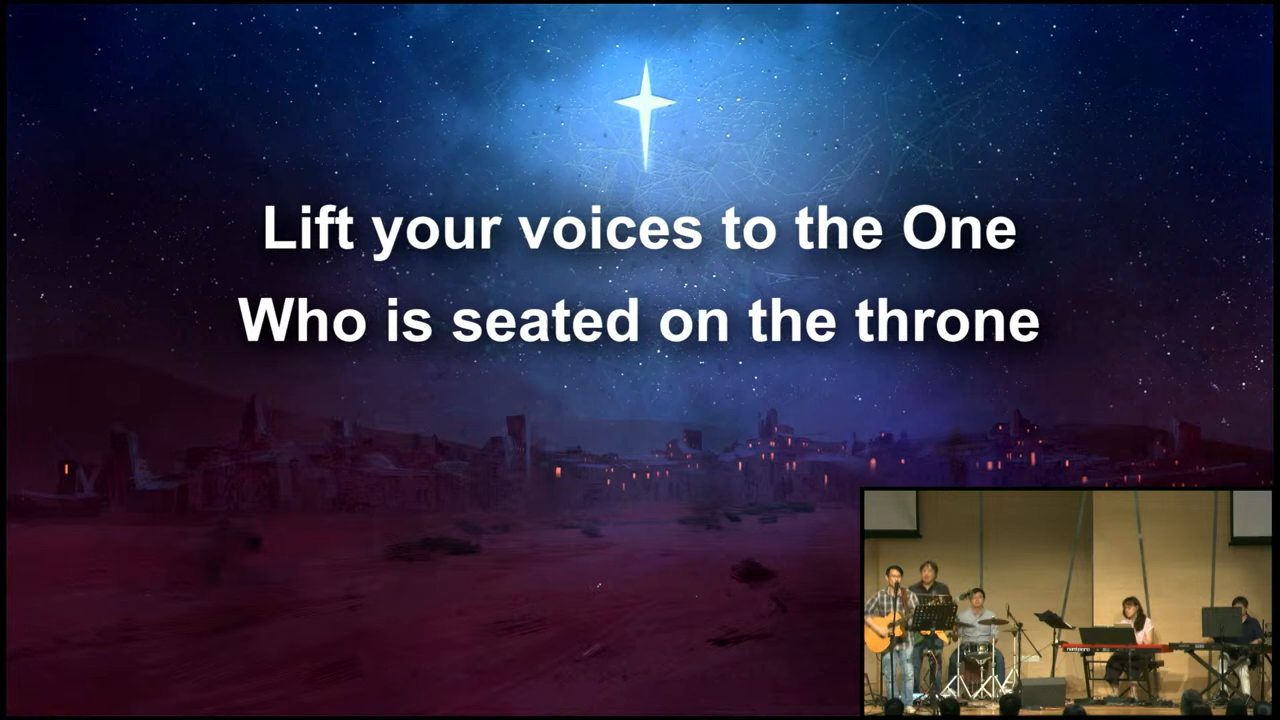 Lift your voices to the One
Who is seated on the throne